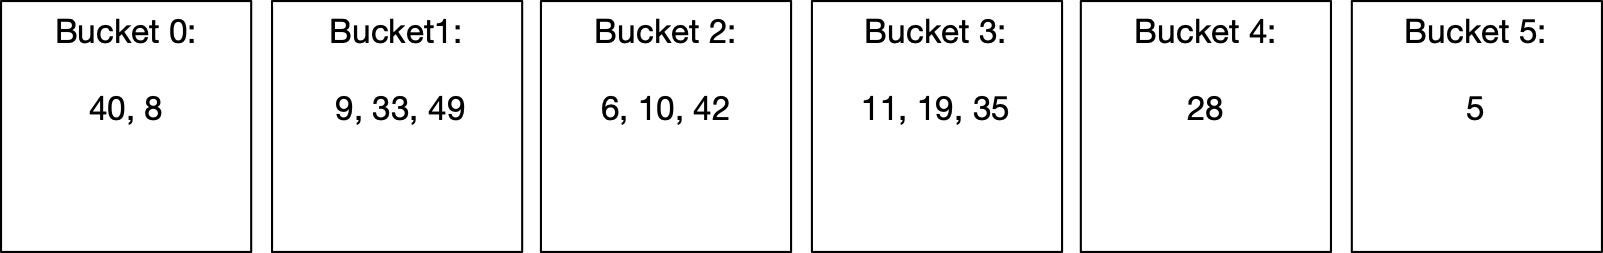 Bucket 0:
40, 8
Bucket1:
9, 33, 49
Bucket 2:
6, 10, 42
Bucket 3:
11, 19, 35
Bucket 4:
28
Bucket 5:
5